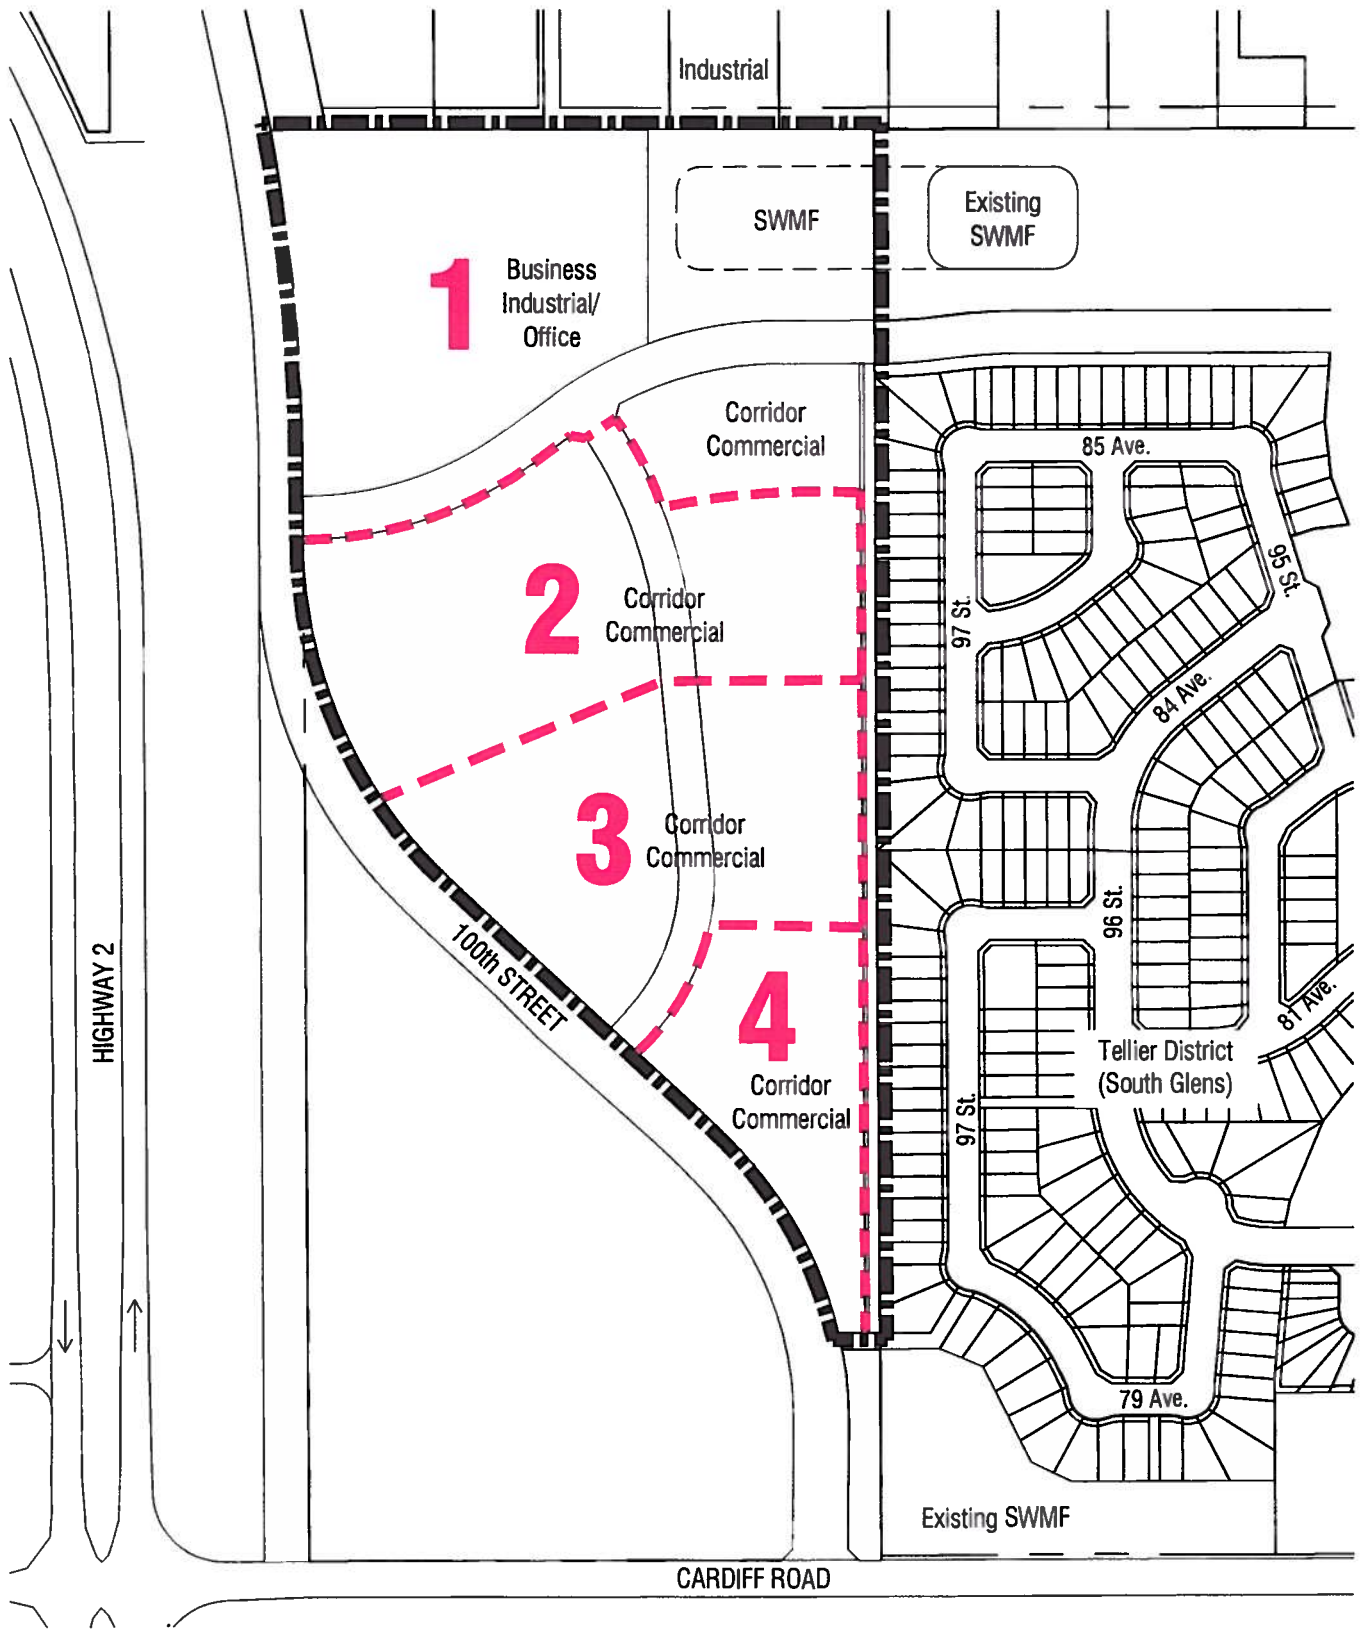 Industrial
SWMF
Existing
SWMF
1
Business
Industrial/
Office
Corridor
Commercial
85 Ave.
95 St.
97 St.
2
Corridor
Commercial
84 Ave.
3
Corridor
Commercial
96 St.
HIGHWAY 2
100th STREET
4
Corridor
Commercial
81 Ave.
Tellier District
(South Glens)
97 St.
79 Ave.
Existing SWMF
CARDIFF ROAD